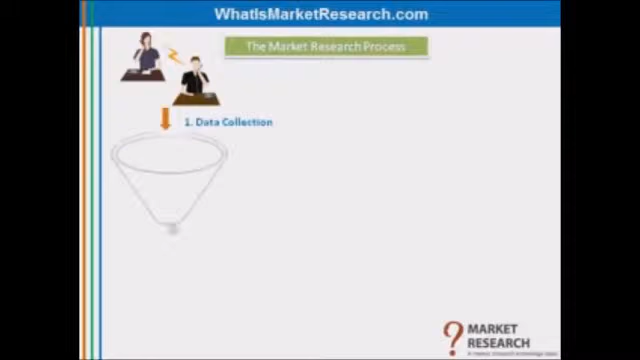 WhatIsMarketResearch.com
The Market Research Process
1. Data Collection
?
MARKET
RESEARCH